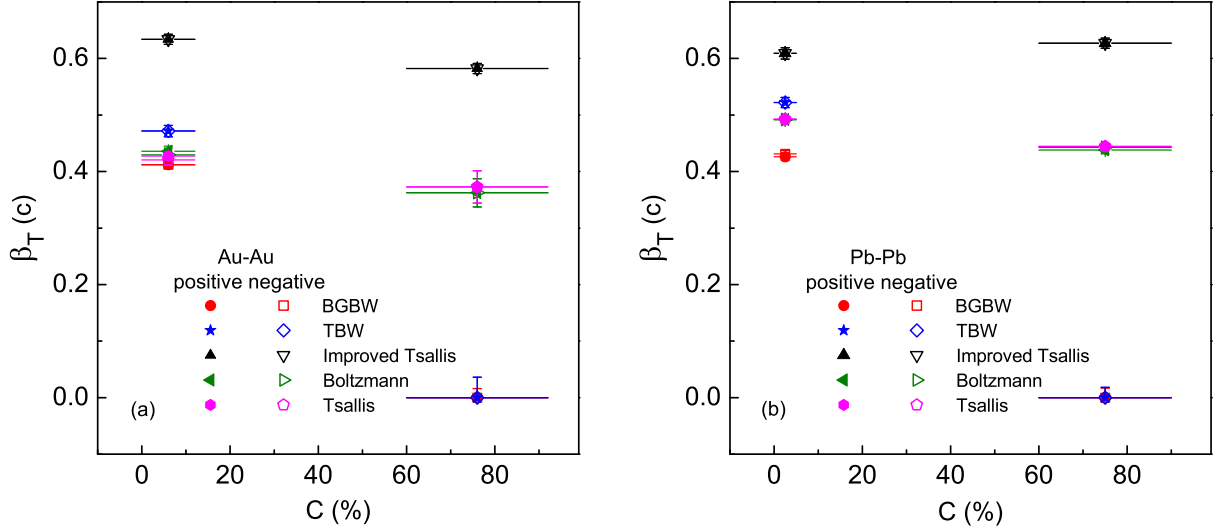 0.6
0.4
0.2
0.0
β_T (c)
Au-Au
positive negative
BGBW
TBW
Improved Tsallis
Boltzmann
Tsallis
(a)
0 20 40 60 80
C (%)
0.6
0.4
0.2
0.0
β_T (c)
Pb-Pb
positive negative
BGBW
TBW
Improved Tsallis
Boltzmann
Tsallis
(b)
0 20 40 60 80
C (%)